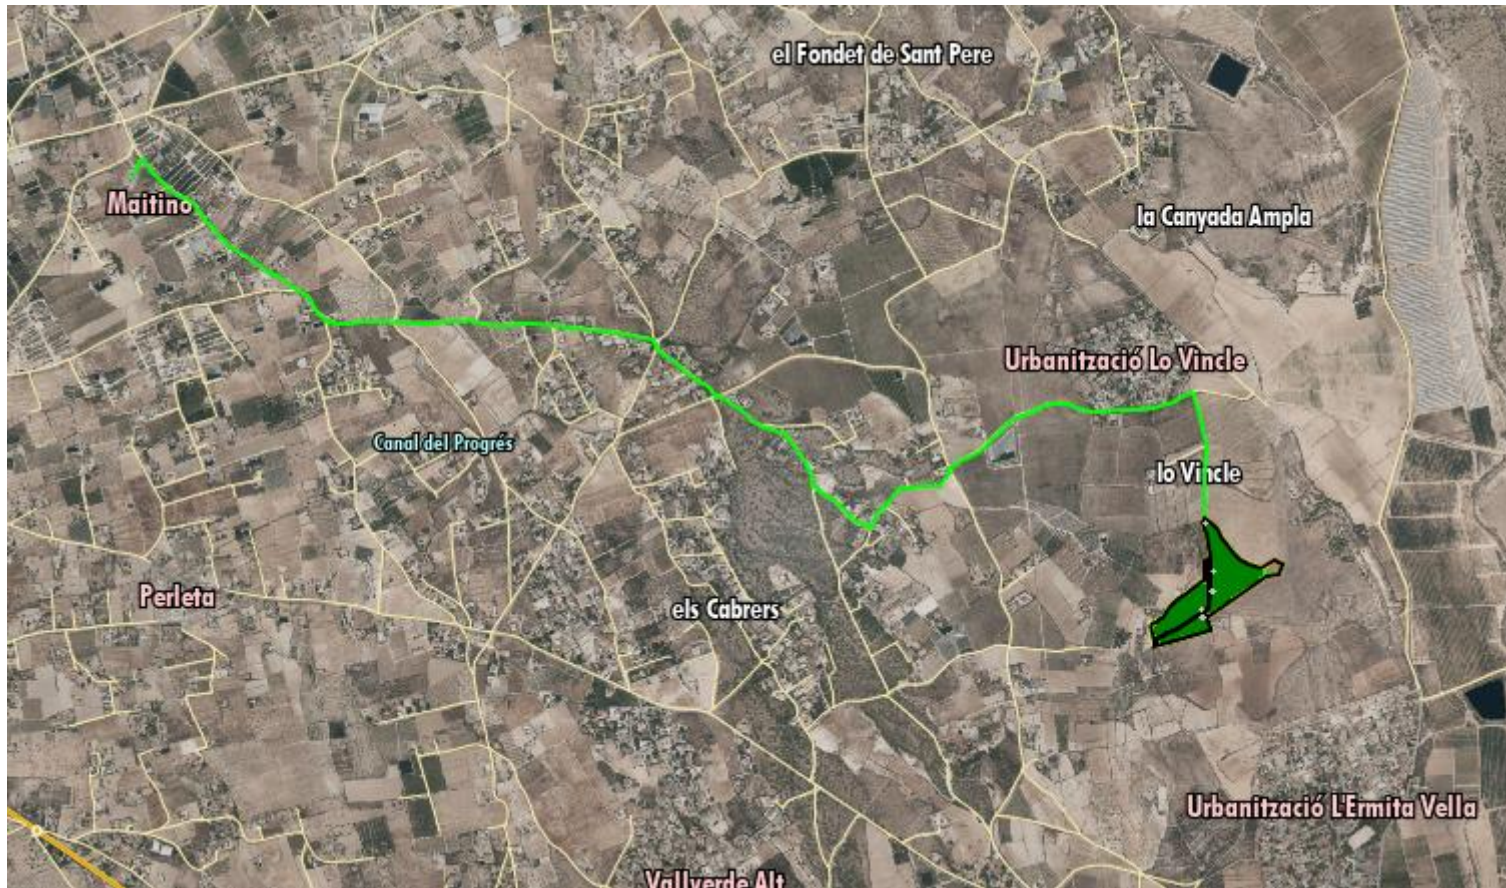 el Fondet de Sant Pere
Maitino
la Canyada Ampla
Urbanització Lo Vincle
Canal del Progrés
lo Vincle
Perleta
els Cabrers
Urbanització L'Ermita Vella
Vallverde Alt